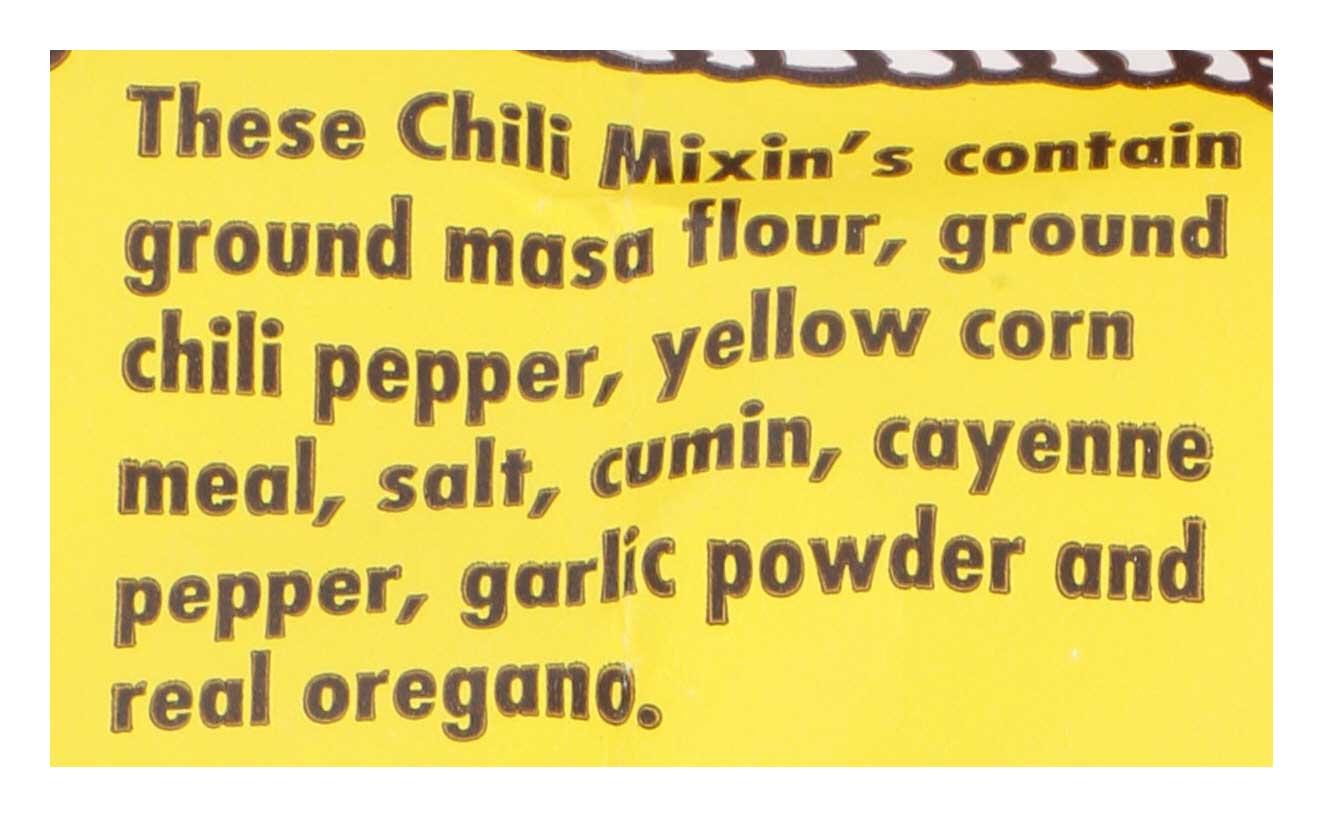 These Chili Mixin's contain
ground masa flour, ground
chili pepper, yellow corn
meal, salt, cumin, cayenne
pepper, garlic powder and
real oregano.